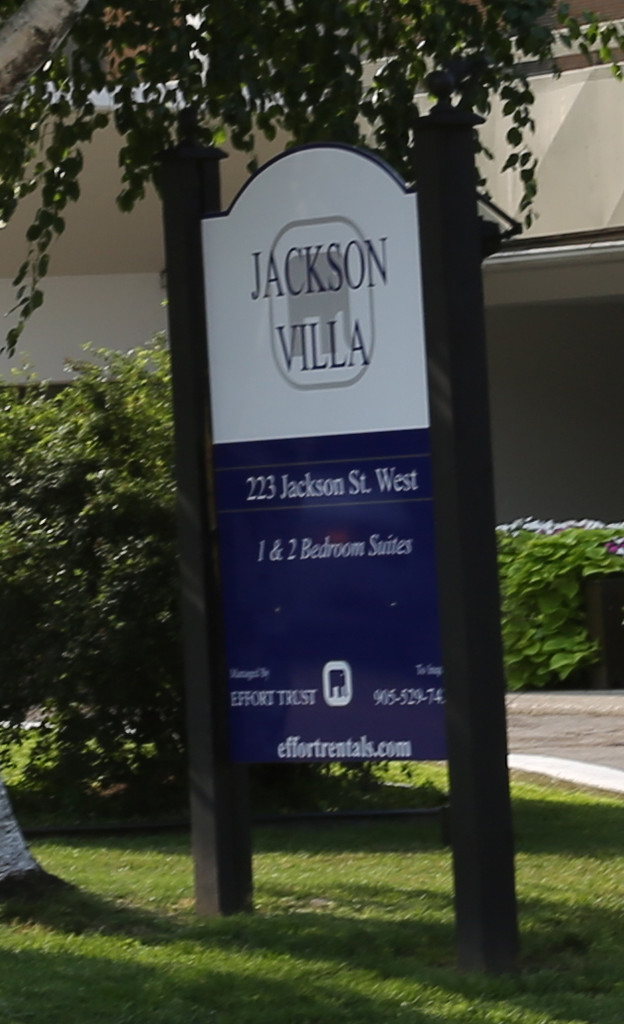 JACKSON
VILLA
223 Jackson St. West
1 & 2 Bedroom Suites
Managed By
EFFORT TRUST
To
905-529-74
effortrentals.com